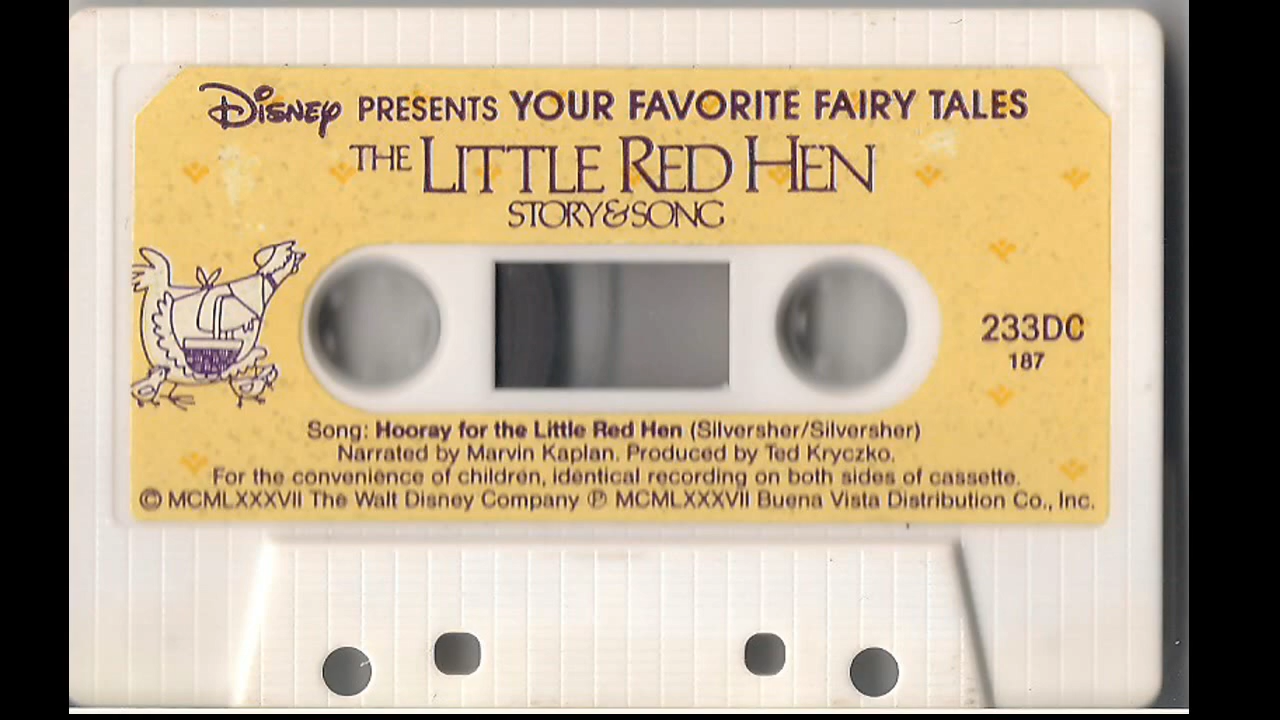 Disney PRESENTS YOUR FAVORITE FAIRY TALES
THE LITTLE RED HEN
STORY & SONG
233DC
187
Song: Hooray for the Little Red Hen (Silversher/Silversher)
Narrated by Marvin Kaplan. Produced by Ted Kryczko.
For the convenience of children, identical recording on both sides of cassette.
© MCMLXXXVII The Walt Disney Company ℗ MCMLXXXVII Buena Vista Distribution Co., Inc.